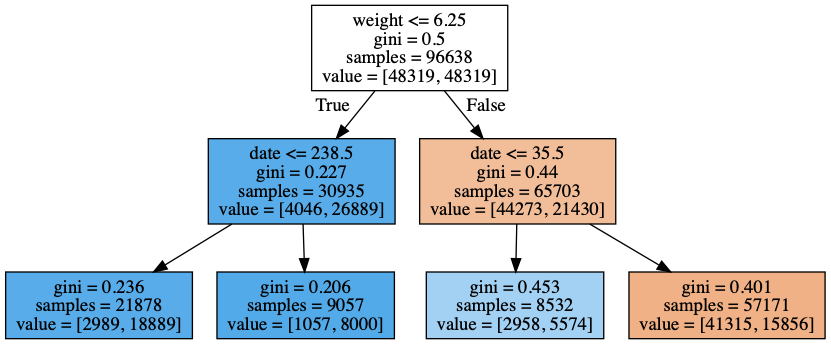 weight <= 6.25
gini = 0.5
samples = 96638
value = [48319, 48319]
True
False
date <= 238.5
gini = 0.227
samples = 30935
value = [4046, 26889]
date <= 35.5
gini = 0.44
samples = 65703
value = [44273, 21430]
gini = 0.236
samples = 21878
value = [2989, 18889]
gini = 0.206
samples = 9057
value = [1057, 8000]
gini = 0.453
samples = 8532
value = [2958, 5574]
gini = 0.401
samples = 57171
value = [41315, 15856]